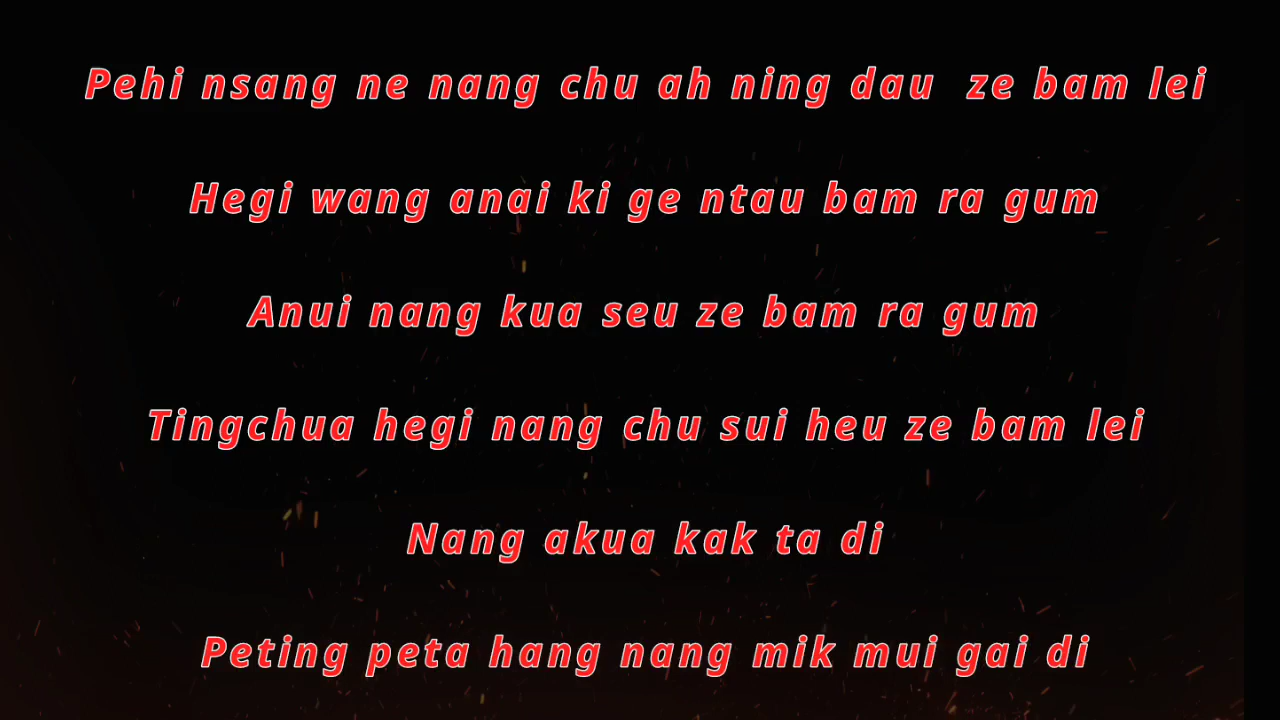 Pehi nsang ne nang chu ah ning dau ze bam lei
Hegi wang anai ki ge ntau bam ra gum
Anui nang kua seu ze bam ra gum
Tingchua hegi nang chu sui heu ze bam lei
Nang akua kak ta di
Peting peta hang nang mik mui gai di